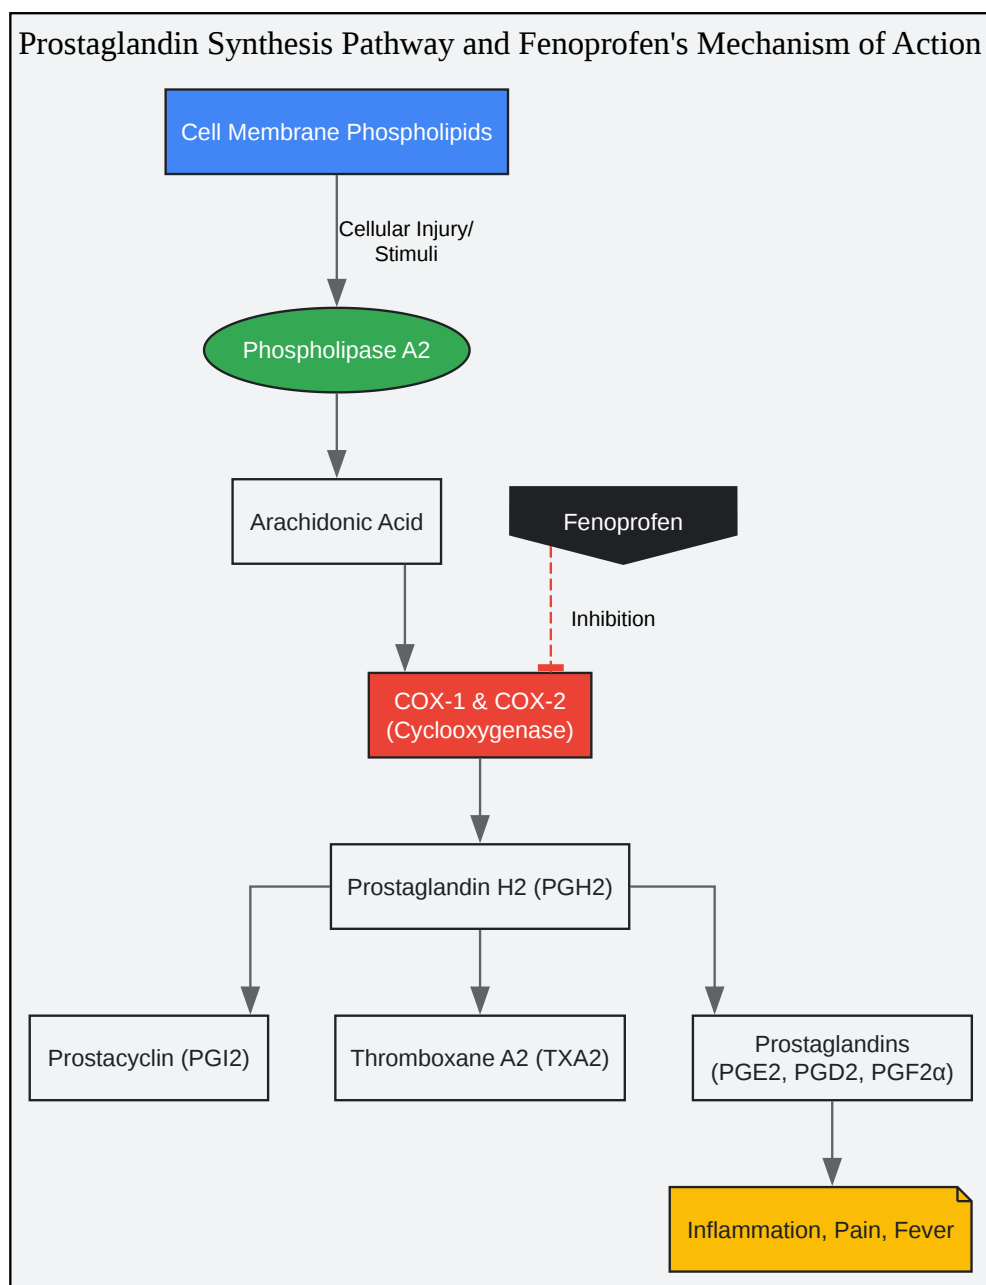 Prostaglandin Synthesis Pathway and Fenoprofen's Mechanism of Action
Cell Membrane Phospholipids
Cellular Injury/
Stimuli
Phospholipase A2
Arachidonic Acid
Fenoprofen
Inhibition
COX-1 & COX-2
(Cyclooxygenase)
Prostaglandin H2 (PGH2)
Prostacyclin (PGI2)
Thromboxane A2 (TXA2)
Prostaglandins
(PGE2, PGD2, PGF2α)
Inflammation, Pain, Fever